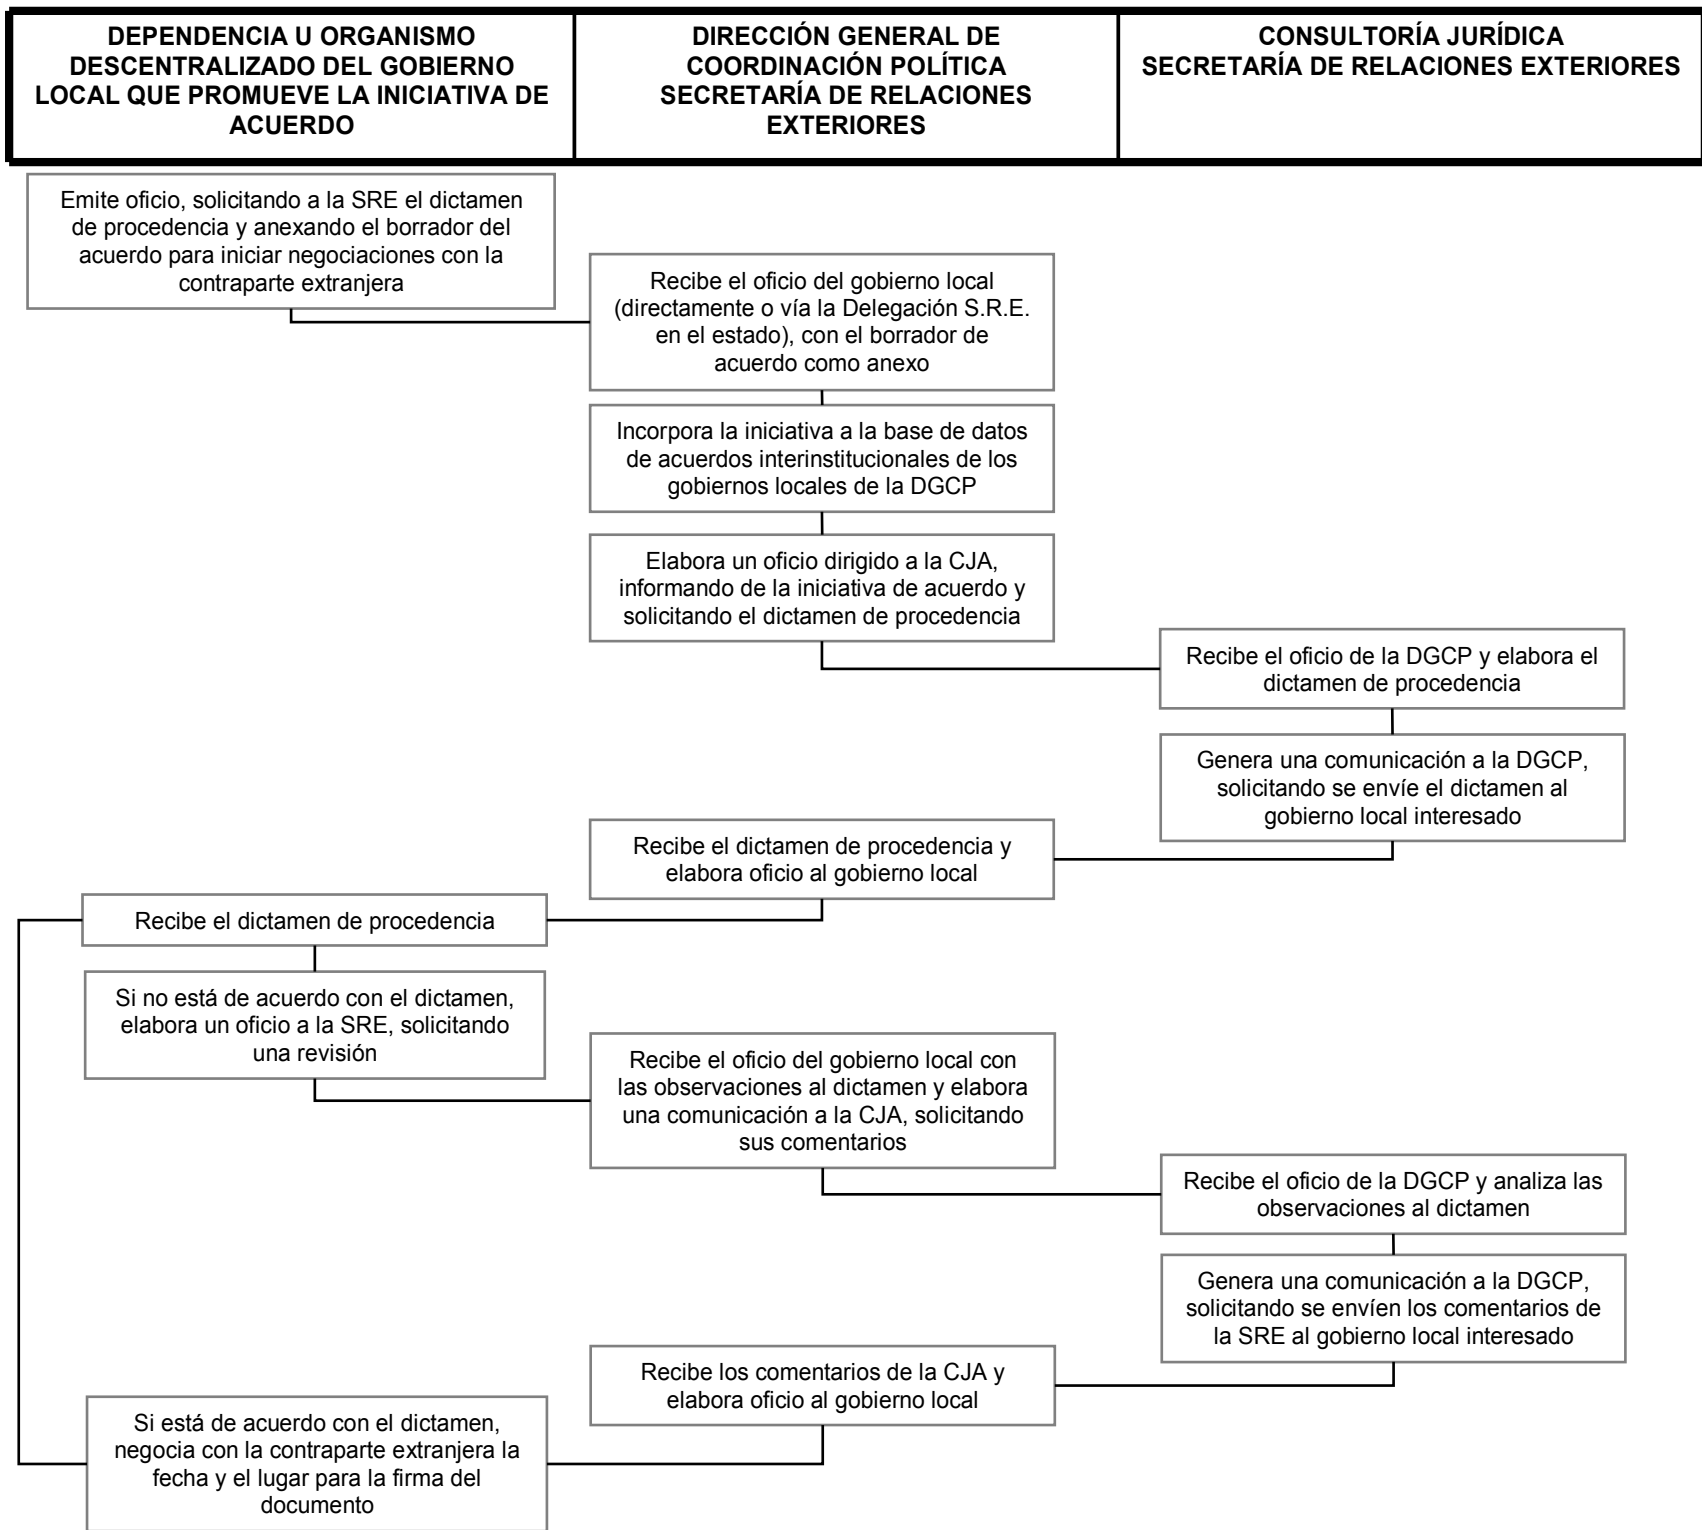 DEPENDENCIA U ORGANISMO
DESCENTRALIZADO DEL GOBIERNO
LOCAL QUE PROMUEVE LA INICIATIVA DE
ACUERDO
DIRECCIÓN GENERAL DE
COORDINACIÓN POLÍTICA
SECRETARÍA DE RELACIONES
EXTERIORES
CONSULTORÍA JURÍDICA
SECRETARÍA DE RELACIONES EXTERIORES
Emite oficio, solicitando a la SRE el dictamen
de procedencia y anexando el borrador del
acuerdo para iniciar negociaciones con la
contraparte extranjera
Recibe el oficio del gobierno local
(directamente o vía la Delegación S.R.E.
en el estado), con el borrador de
acuerdo como anexo
Incorpora la iniciativa a la base de datos
de acuerdos interinstitucionales de los
gobiernos locales de la DGCP
Elabora un oficio dirigido a la CJA,
informando de la iniciativa de acuerdo y
solicitando el dictamen de procedencia
Recibe el oficio de la DGCP y elabora el
dictamen de procedencia
Genera una comunicación a la DGCP,
solicitando se envíe el dictamen al
gobierno local interesado
Recibe el dictamen de procedencia y
elabora oficio al gobierno local
Recibe el dictamen de procedencia
Si no está de acuerdo con el dictamen,
elabora un oficio a la SRE, solicitando
una revisión
Recibe el oficio del gobierno local con
las observaciones al dictamen y elabora
una comunicación a la CJA, solicitando
sus comentarios
Recibe el oficio de la DGCP y analiza las
observaciones al dictamen
Genera una comunicación a la DGCP,
solicitando se envíen los comentarios de
la SRE al gobierno local interesado
Recibe los comentarios de la CJA y
elabora oficio al gobierno local
Si está de acuerdo con el dictamen,
negocia con la contraparte extranjera la
fecha y el lugar para la firma del
documento